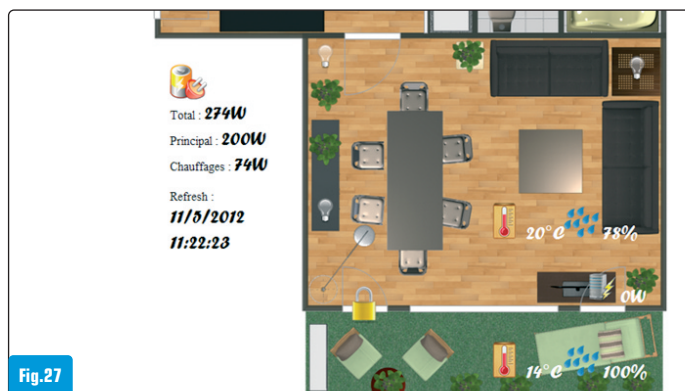 Total : 274W
Principal : 200W
Chauffages : 74W
Refresh :
11/5/2012
11:22:23
20°C 78%
0W
14°C 100%
Fig.27